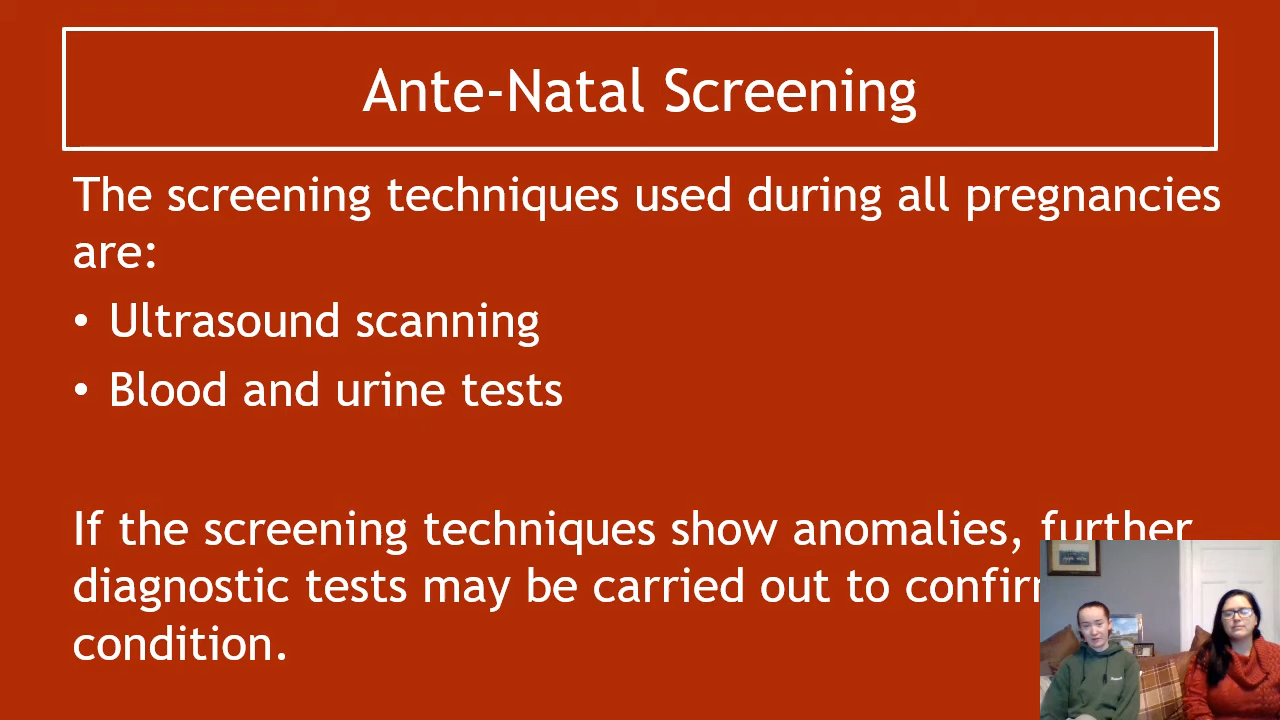 Ante-Natal Screening
The screening techniques used during all pregnancies
are:
• Ultrasound scanning
• Blood and urine tests
If the screening techniques show anomalies, further
diagnostic tests may be carried out to
condition.